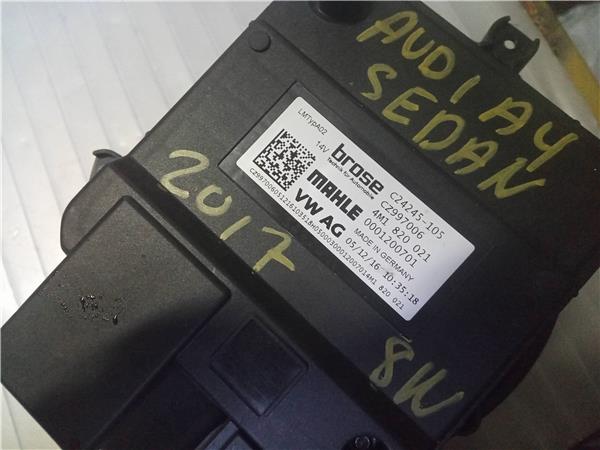 AUDI A4
SEDAN
2017
8W
LMTypA02
14V
brose
Technik für Automobile
MAHLE
VW AG
C24245-105
CZ997006
4M1 820 021
0001200701
MADE IN GERMANY
05/12/16 10:35:18